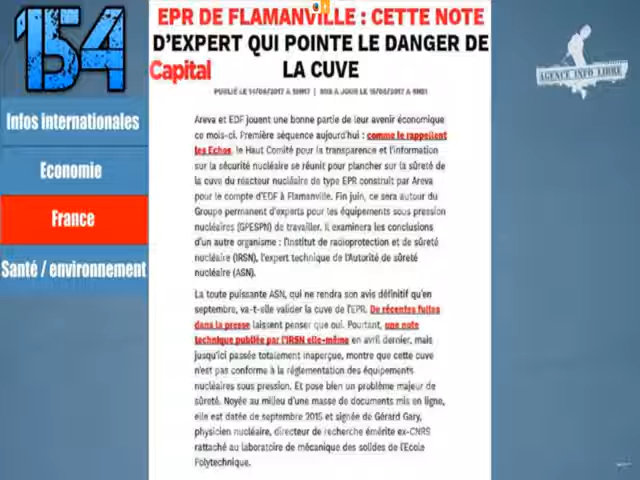 154
Infos internationales
Economie
France
Santé / environnement
EPR DE FLAMANVILLE : CETTE NOTE
D'EXPERT QUI POINTE LE DANGER DE
LA CUVE
Capital
PUBLIÉ LE 14/06/2017 À MIS À JOUR LE 15/06/2017 À
Areva et EDF jouent une bonne partie de leur avenir économique
ce mois-ci. Première séquence aujourd'hui : comme le rappellent
les Echos, le Haut Comité pour la transparence et l'information
sur la sécurité nucléaire se réunit pour plancher sur la sûreté de
la cuve du réacteur nucléaire de type EPR construit par Areva
pour le compte d'EDF à Flamanville. Fin juin, ce sera autour du
Groupe permanent d'experts pour les équipements sous pression
nucléaires (GPESPN) de travailler. Il examinera les conclusions
d'un autre organisme : l'Institut de radioprotection et de sûreté
nucléaire (IRSN), l'expert technique de l'Autorité de sûreté
nucléaire (ASN).
La toute puissante ASN, qui ne rendra son avis définitif qu'en
septembre, va-t-elle valider la cuve de l'EPR. De récentes fuites
dans la presse laissent penser que oui. Pourtant, une note
technique publiée par l'IRSN elle-même en avril dernier, mais
jusqu'ici passée totalement inaperçue, montre que cette cuve
n'est pas conforme à la réglementation des équipements
nucléaires sous pression. Et pose bien un problème majeur de
sûreté. Noyée au milieu d'une masse de documents mis en ligne,
elle est datée de septembre 2015 et signée de Gérard Gary,
physicien nucléaire, directeur de recherche émérite ex-CNRS
rattaché au laboratoire de mécanique des solides de l'Ecole
Polytechnique.
AGENCE INFO LIBRE